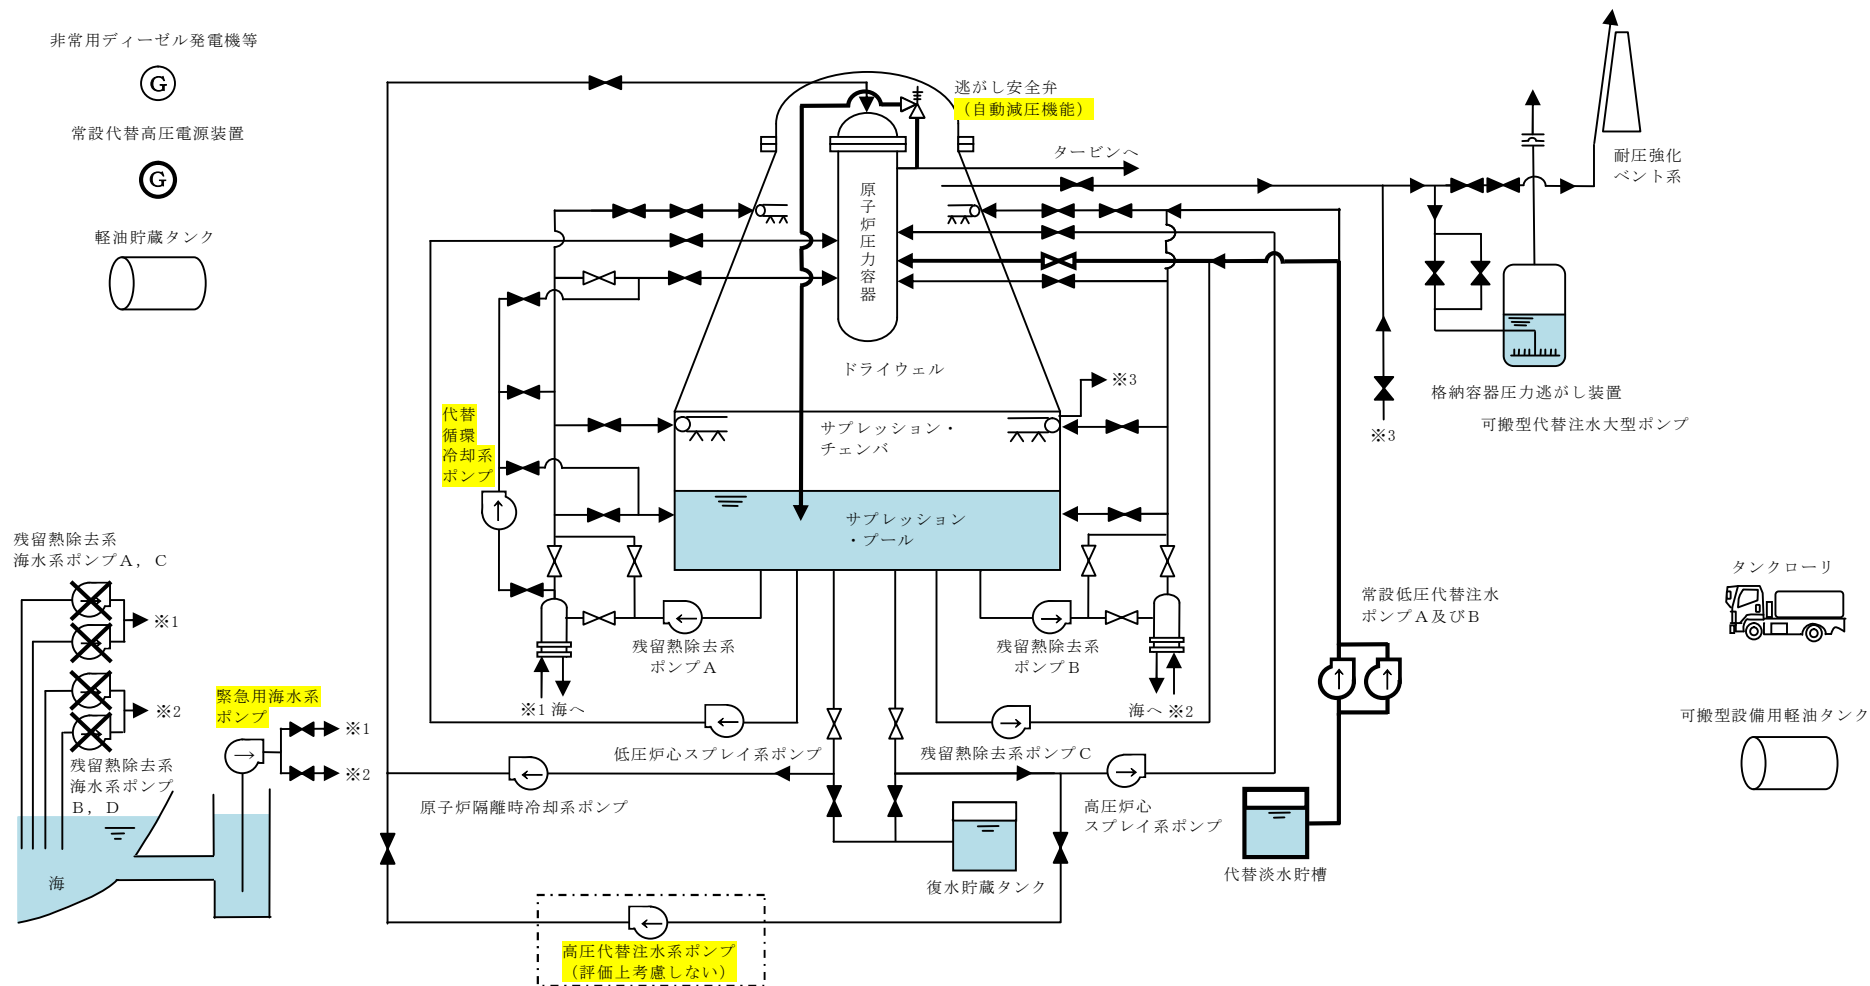 非常用ディーゼル発電機等
G
常設代替高圧電源装置
G
軽油貯蔵タンク
逃がし安全弁
（自動減圧機能）
タービンへ
耐圧強化
ベント系
原子炉圧力容器
ドライウェル
※3
サプレッション・
チェンバ
サプレッション
・プール
格納容器圧力逃がし装置
可搬型代替注水大型ポンプ
※3
代替
循環
冷却系
ポンプ
残留熱除去系
海水系ポンプＡ，Ｃ
※1
※2
残留熱除去系
海水系ポンプ
Ｂ，Ｄ
緊急用海水系
ポンプ
※1
※2
海
残留熱除去系
ポンプＡ
※1 海へ
残留熱除去系
ポンプＢ
海へ ※2
低圧炉心スプレイ系ポンプ
残留熱除去系ポンプＣ
原子炉隔離時冷却系ポンプ
高圧炉心
スプレイ系ポンプ
復水貯蔵タンク
高圧代替注水系ポンプ
（評価上考慮しない）
常設低圧代替注水
ポンプＡ及びＢ
代替淡水貯槽
タンクローリ
可搬型設備用軽油タンク